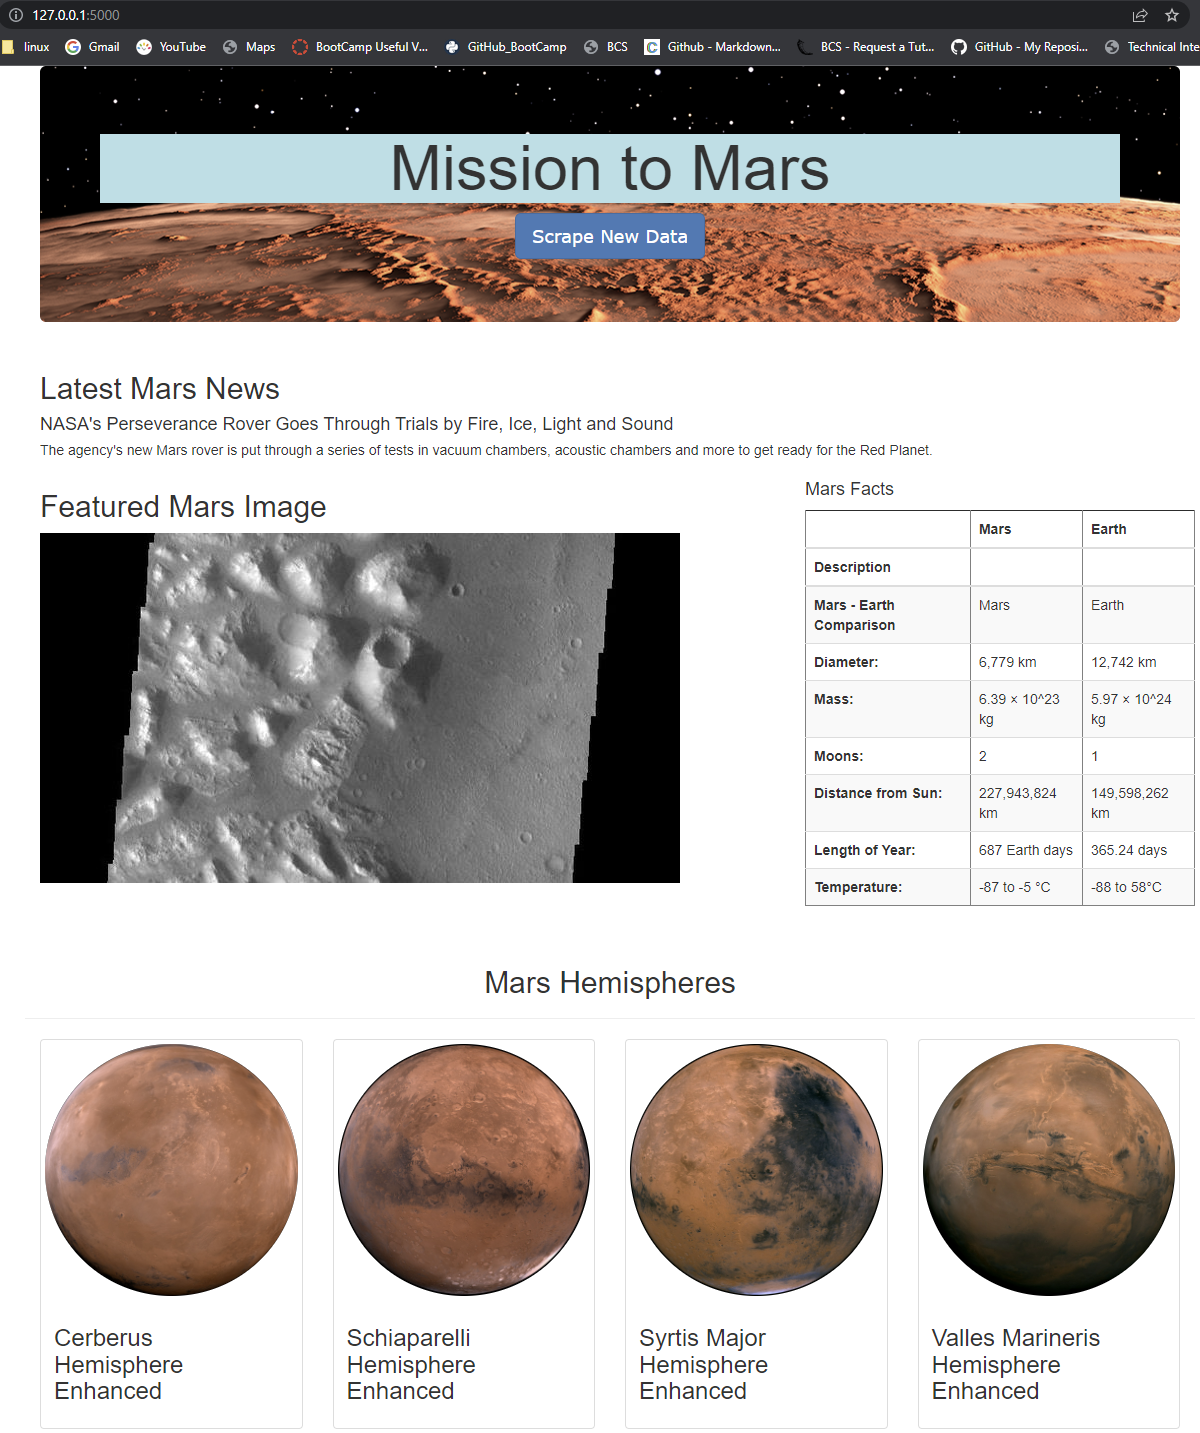 127.0.0.1:5000
linux Gmail YouTube Maps BootCamp Useful V... GitHub_BootCamp BCS Github - Markdown... BCS - Request a Tut... GitHub - My Reposi... Technical Inte
Mission to Mars
Scrape New Data
Latest Mars News
NASA's Perseverance Rover Goes Through Trials by Fire, Ice, Light and Sound
The agency's new Mars rover is put through a series of tests in vacuum chambers, acoustic chambers and more to get ready for the Red Planet.
Featured Mars Image
Mars Facts
Mars Earth
Description
Mars - Earth
Comparison
Mars
Earth
Diameter: 6,779 km 12,742 km
Mass: 6.39 × 10^23
kg
5.97 × 10^24
kg
Moons: 2 1
Distance from Sun: 227,943,824
km
149,598,262
km
Length of Year: 687 Earth days 365.24 days
Temperature: -87 to -5 °C -88 to 58°C
Mars Hemispheres
Cerberus
Hemisphere
Enhanced
Schiaparelli
Hemisphere
Enhanced
Syrtis Major
Hemisphere
Enhanced
Valles Marineris
Hemisphere
Enhanced